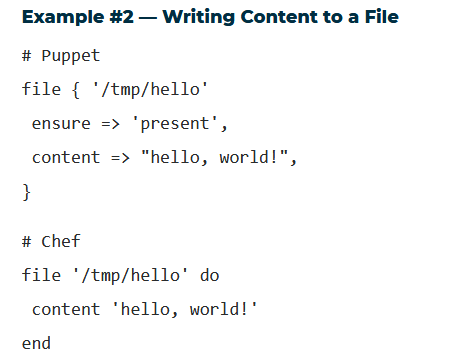 Example #2 — Writing Content to a File
# Puppet
file { '/tmp/hello'
ensure => 'present',
content => "hello, world!",
}
# Chef
file '/tmp/hello' do
content 'hello, world!'
end